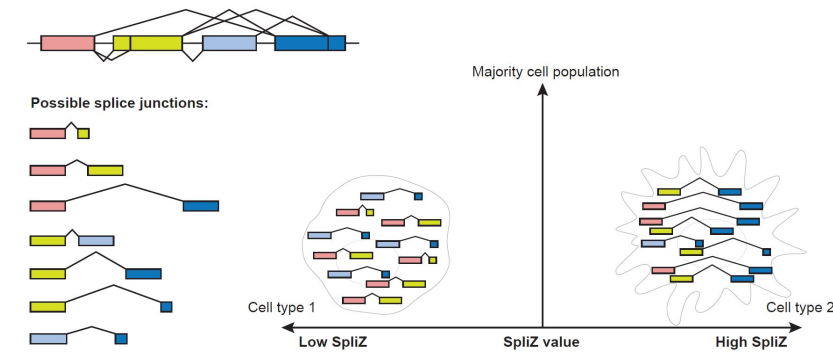 Majority cell population
Possible splice junctions:
Cell type 1
Cell type 2
Low SpliZ
SpliZ value
High SpliZ